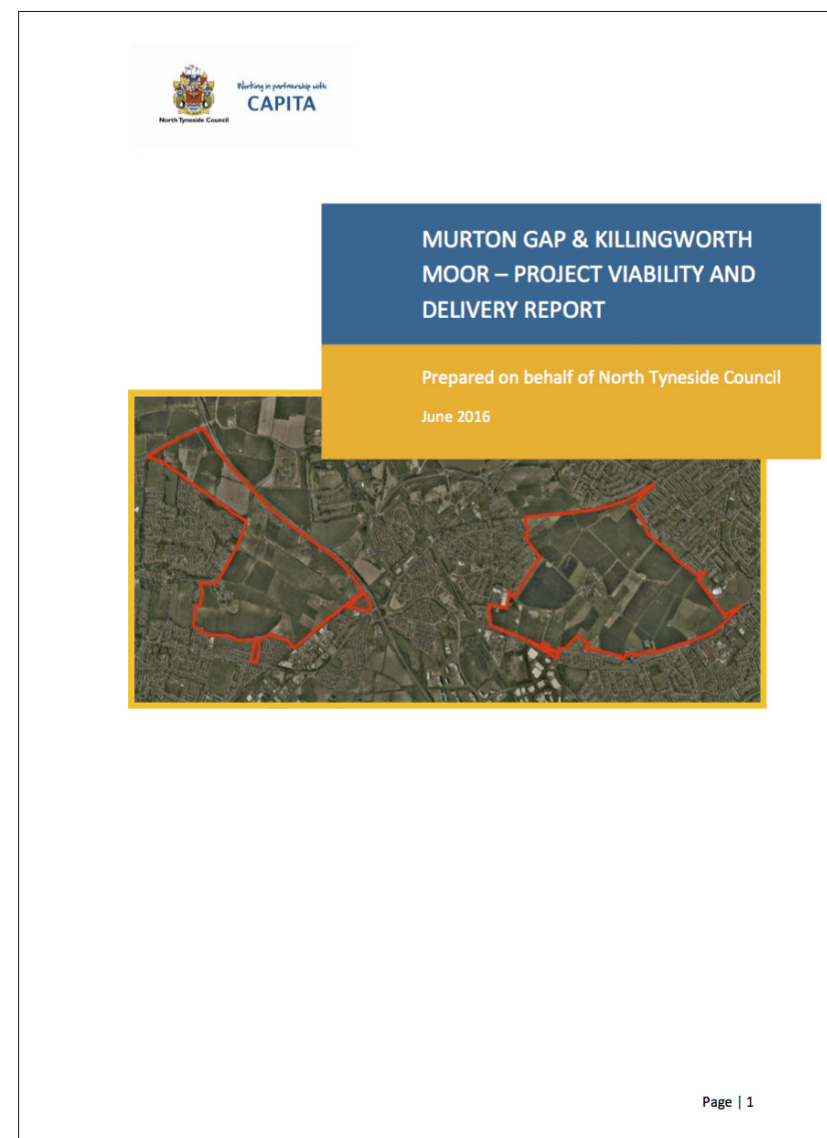 North Tyneside Council
Working in partnership with
CAPITA
MURTON GAP & KILLINGWORTH
MOOR – PROJECT VIABILITY AND
DELIVERY REPORT
Prepared on behalf of North Tyneside Council
June 2016
Page | 1